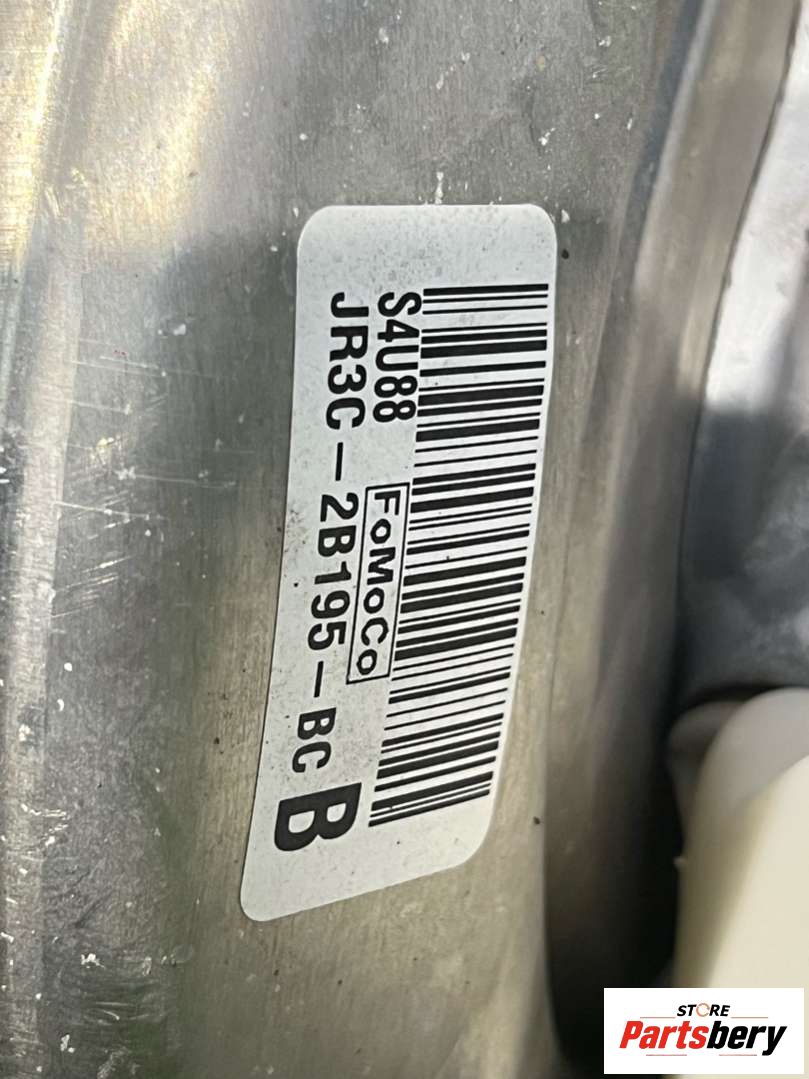 S4U88
FoMoCo
JR3C-2B195-BC B
STORE
Partsbery